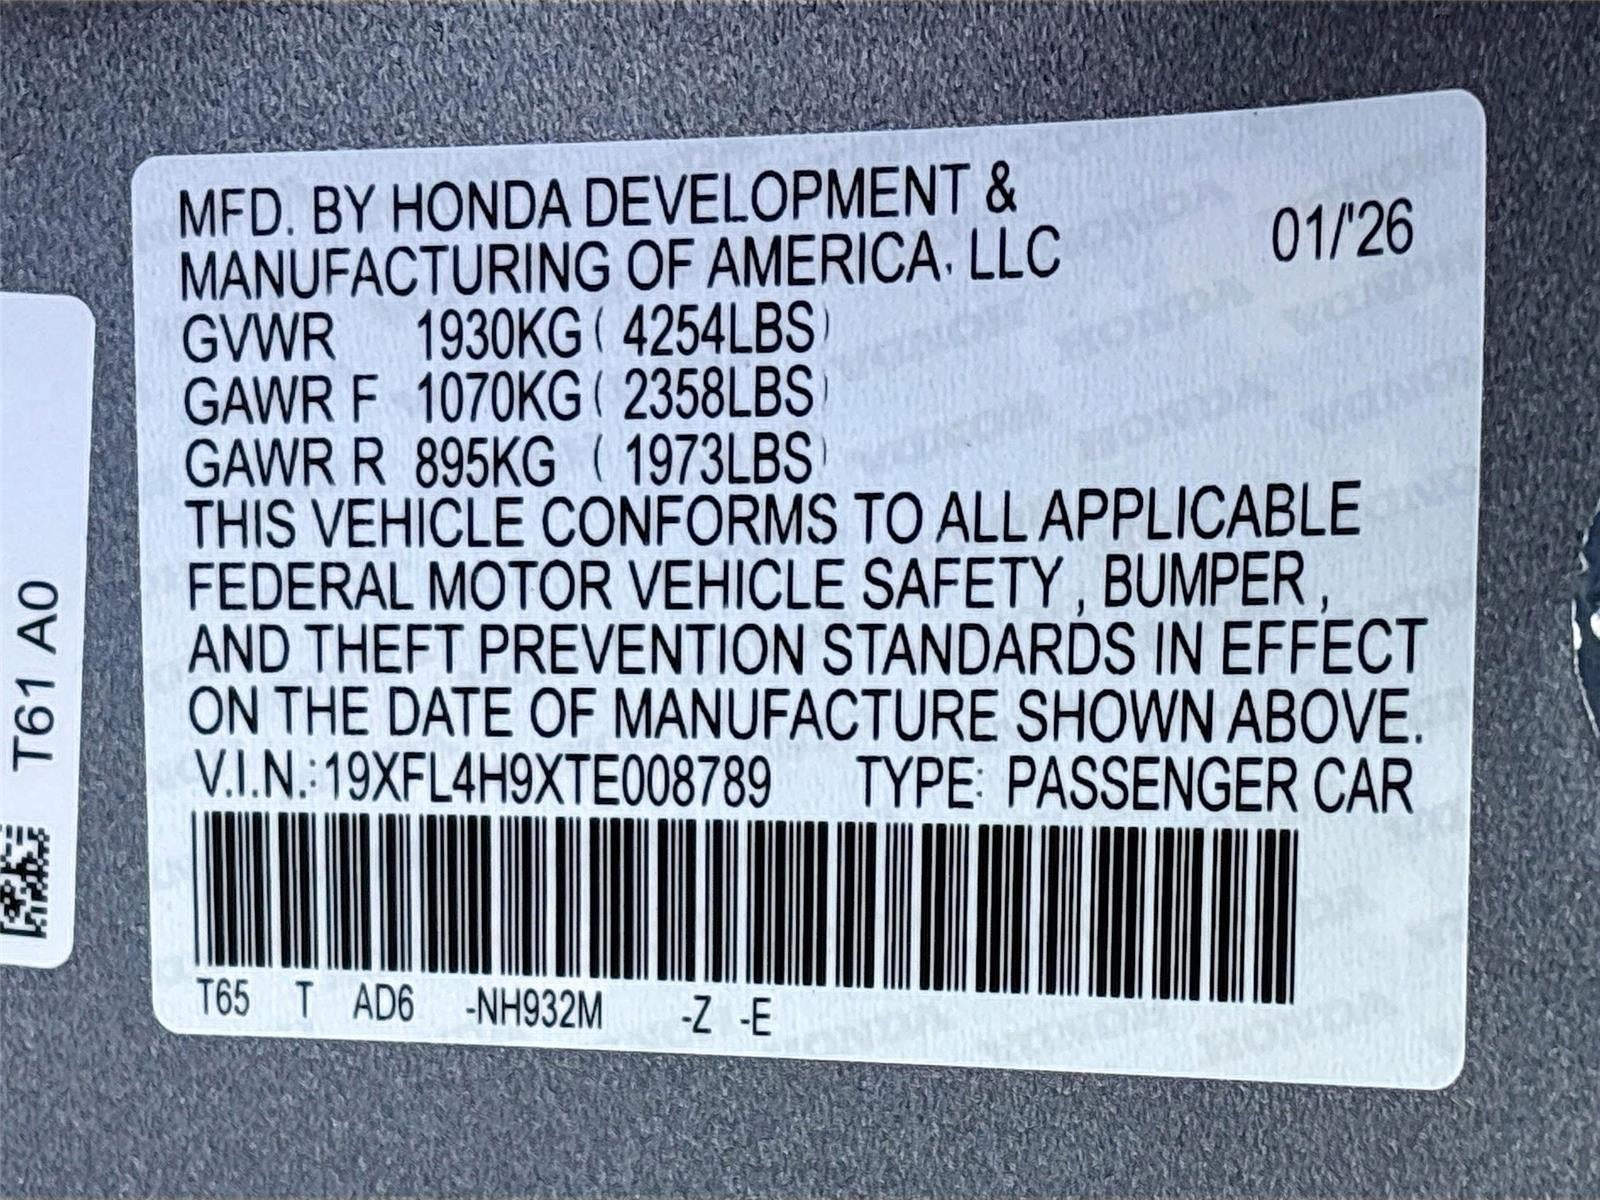 MFD. BY HONDA DEVELOPMENT &
MANUFACTURING OF AMERICA, LLC 01/'26
GVWR 1930KG ( 4254LBS)
GAWR F 1070KG ( 2358LBS)
GAWR R 895KG ( 1973LBS)
THIS VEHICLE CONFORMS TO ALL APPLICABLE
FEDERAL MOTOR VEHICLE SAFETY , BUMPER ,
AND THEFT PREVENTION STANDARDS IN EFFECT
ON THE DATE OF MANUFACTURE SHOWN ABOVE.
V.I.N.:19XFL4H9XTE008789 TYPE: PASSENGER CAR
T65 T AD6 -NH932M -Z -E
T61 A0